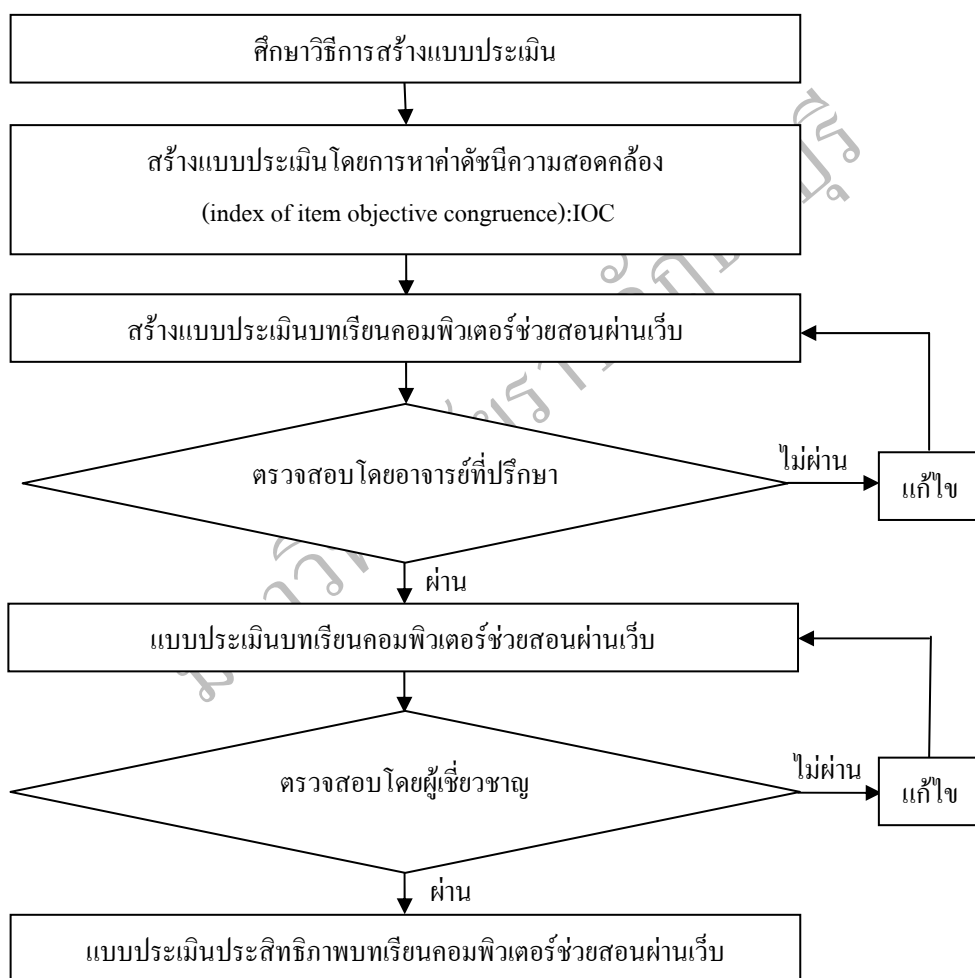 ศึกษาวิธีการสร้างแบบประเมิน
สร้างแบบประเมินโดยการหาค่าดัชนีความสอดคล้อง
(index of item objective congruence):IOC
สร้างแบบประเมินบทเรียนคอมพิวเตอร์ช่วยสอนผ่านเว็บ
ตรวจสอบโดยอาจารย์ที่ปรึกษา
ไม่ผ่าน
แก้ไข
ผ่าน
แบบประเมินบทเรียนคอมพิวเตอร์ช่วยสอนผ่านเว็บ
ตรวจสอบโดยผู้เชี่ยวชาญ
ไม่ผ่าน
แก้ไข
ผ่าน
แบบประเมินประสิทธิภาพบทเรียนคอมพิวเตอร์ช่วยสอนผ่านเว็บ